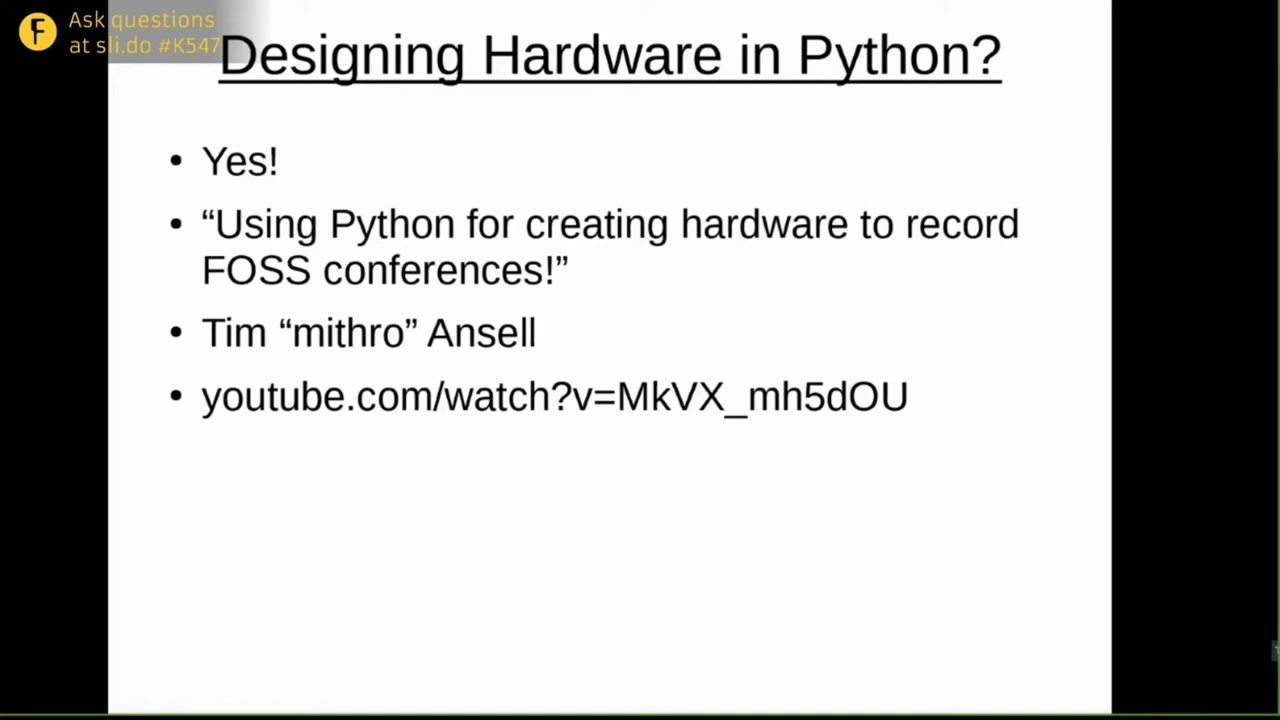 Ask questions
at sli.do #K547
Designing Hardware in Python?
• Yes!
• “Using Python for creating hardware to record
FOSS conferences!”
• Tim “mithro” Ansell
• youtube.com/watch?v=MkVX_mh5dOU